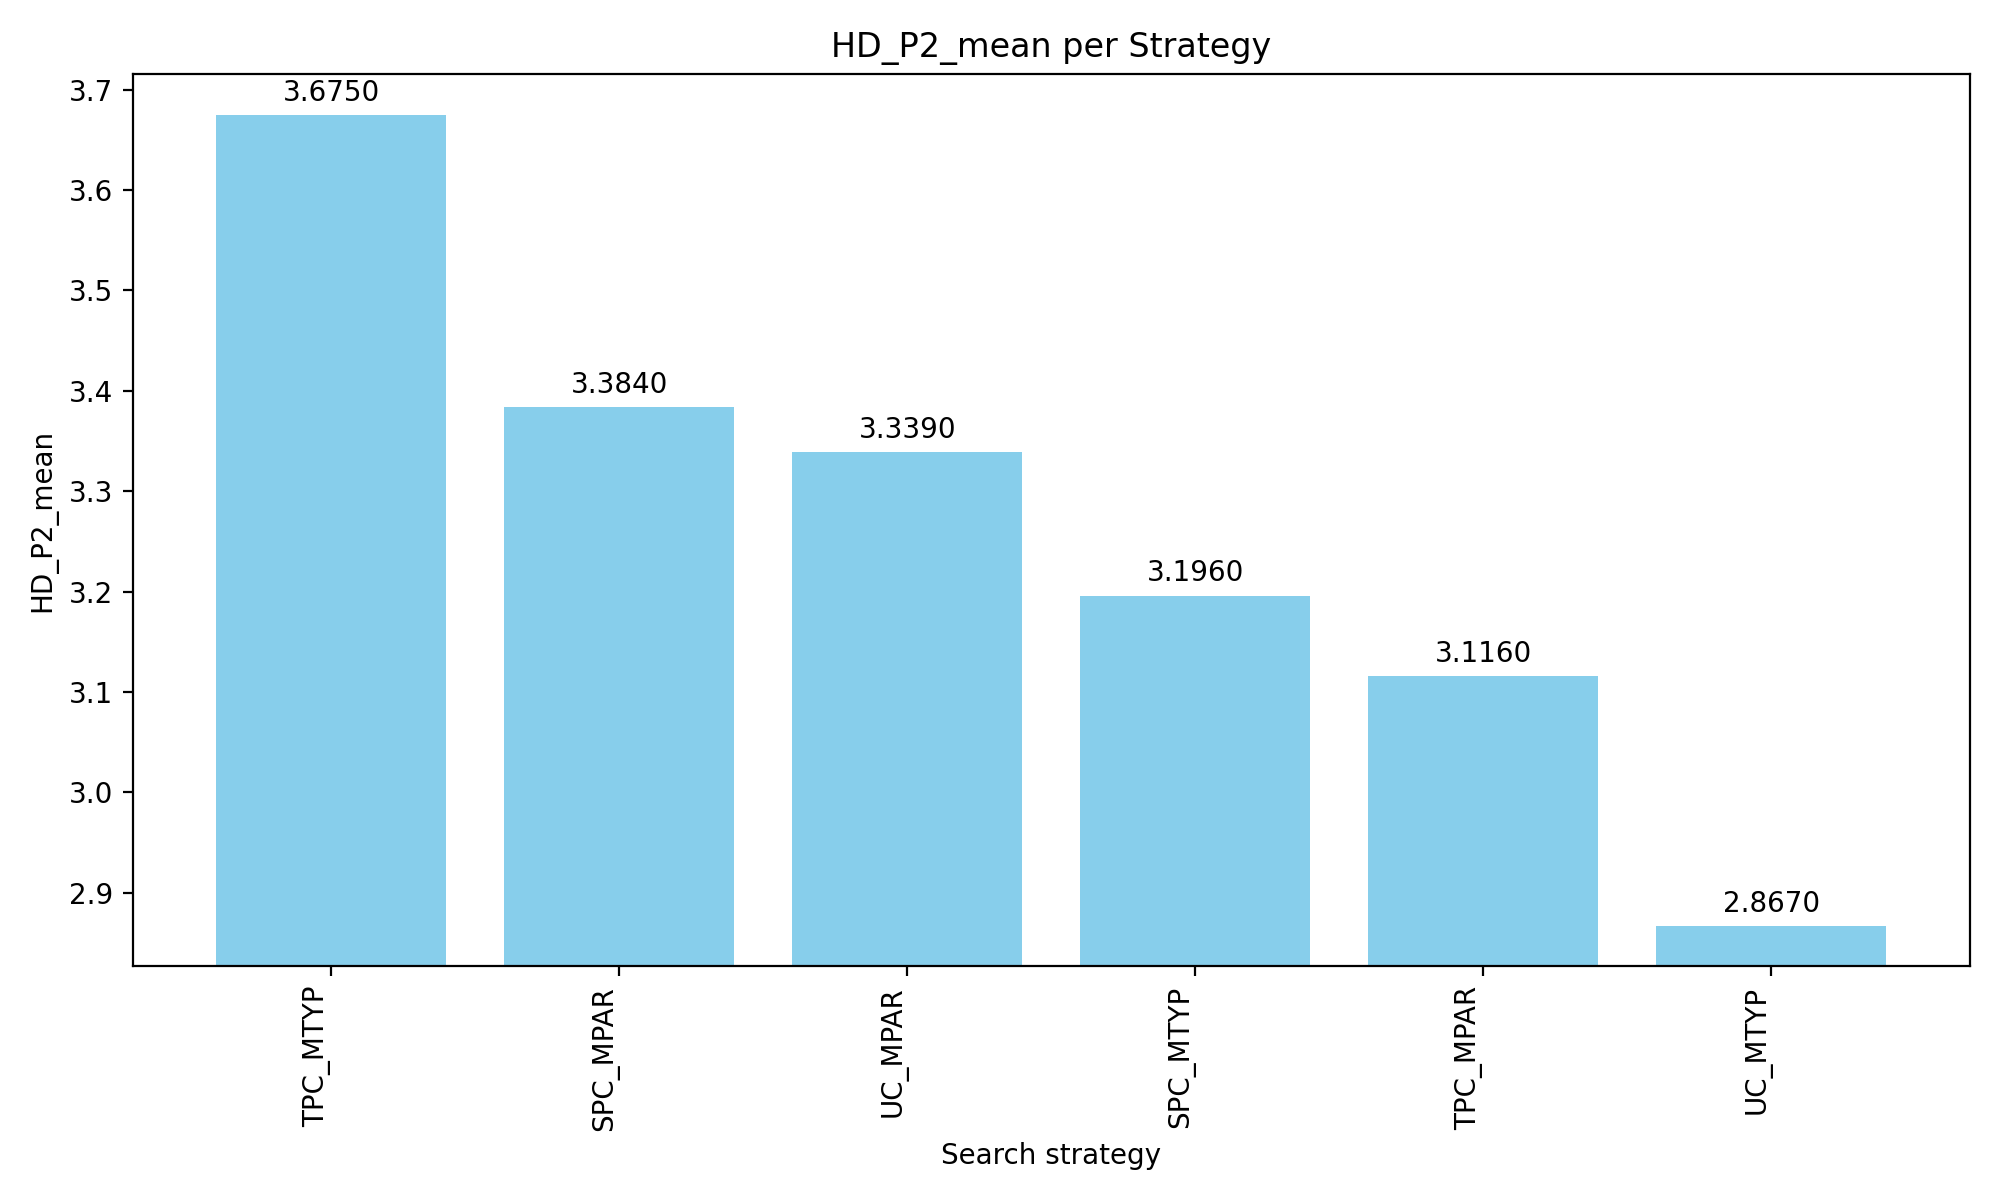 HD_P2_mean per Strategy
HD_P2_mean
3.7
3.6
3.5
3.4
3.3
3.2
3.1
3.0
2.9
3.6750
3.3840
3.3390
3.1960
3.1160
2.8670
TPC_MTYP
SPC_MPAR
UC_MPAR
SPC_MTYP
TPC_MPAR
UC_MTYP
Search strategy